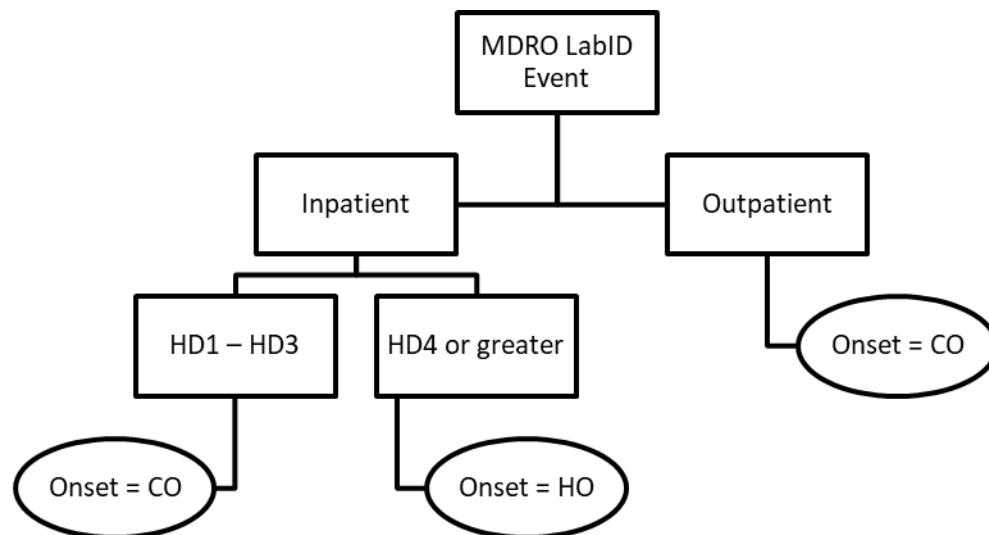 MDRO LabID
Event
Inpatient
Outpatient
HD1 – HD3
HD4 or greater
Onset = CO
Onset = CO
Onset = HO